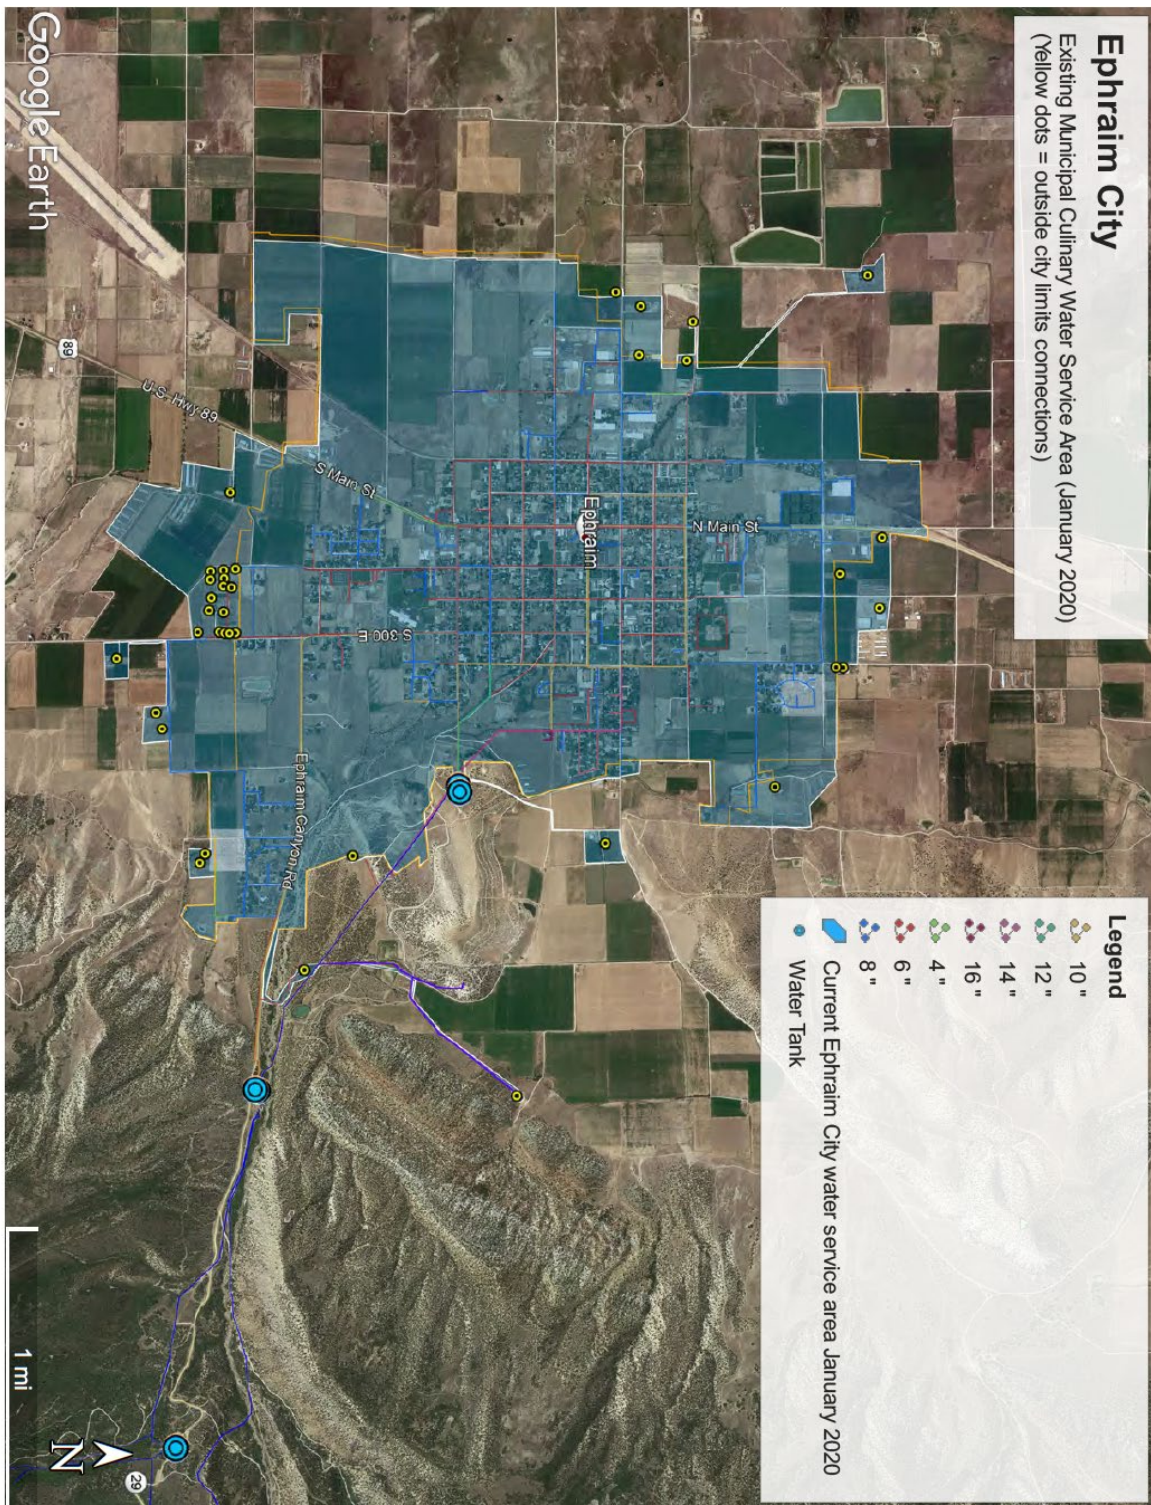 Ephraim City
Existing Municipal Culinary Water Service Area (January 2020)
(Yellow dots = outside city limits connections)
Legend
10 "
12 "
14 "
16 "
4 "
6 "
8 "
Current Ephraim City water service area January 2020
Water Tank
N Main St
Ephraim
S 300 E
S Main St
Ephraim Canyon Rd
U.S. Hwy 89
89
Google Earth
1 mi
N
29